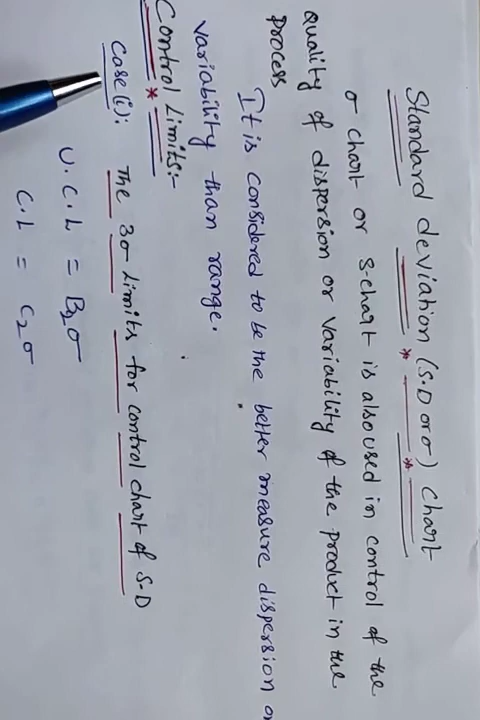 Standard deviation (S.D or σ) Chart
σ chart or S-chart is also used in control of the
quality of dispersion or variability of the product in the
process
It is considered to be the better measure dispersion or
variability than range.
Control Limits:-
Case(i): The 3σ limits for control chart of S-D
U.C.L = B₂σ
C.L = C₂σ